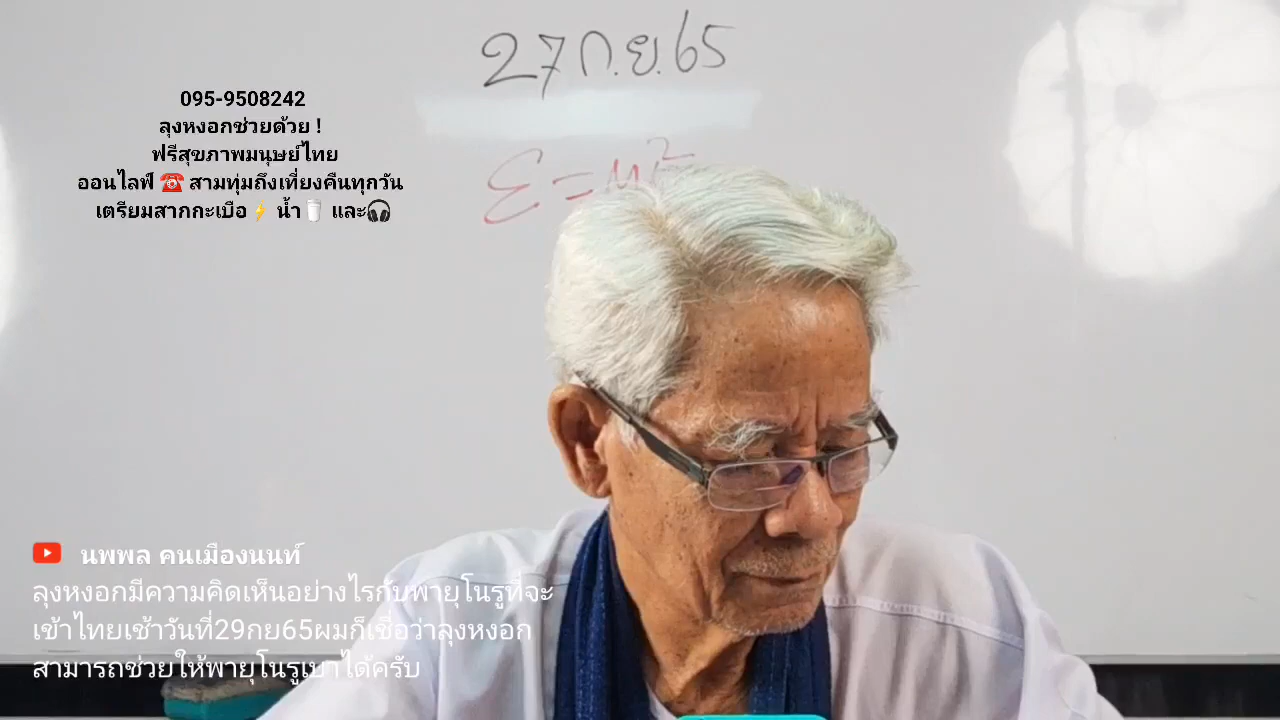 27 ก.ย. 65
095-9508242
ลุงหงอกช่วยด้วย !
ฟรีสุขภาพมนุษย์ไทย
ออนไลฟ์ ☎️ สามทุ่มถึงเที่ยงคืนทุกวัน
เตรียมสากกะเบือ⚡ น้ำ🥛 และ🎧
นพพล คนเมืองนนท์
ลุงหงอกมีความคิดเห็นอย่างไรกับพายุโนรูที่จะ
เข้าไทยเช้าวันที่29กย65ผมก็เชื่อว่าลุงหงอก
สามารถช่วยให้พายุโนรูเบาได้ครับ